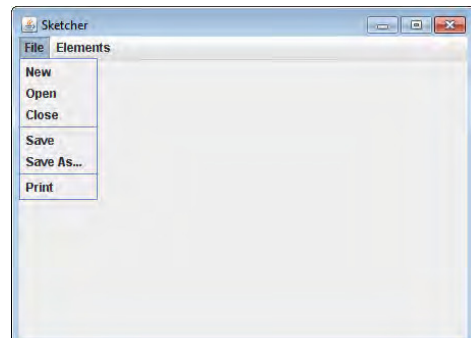 Sketcher
File Elements
New
Open
Close
Save
Save As...
Print